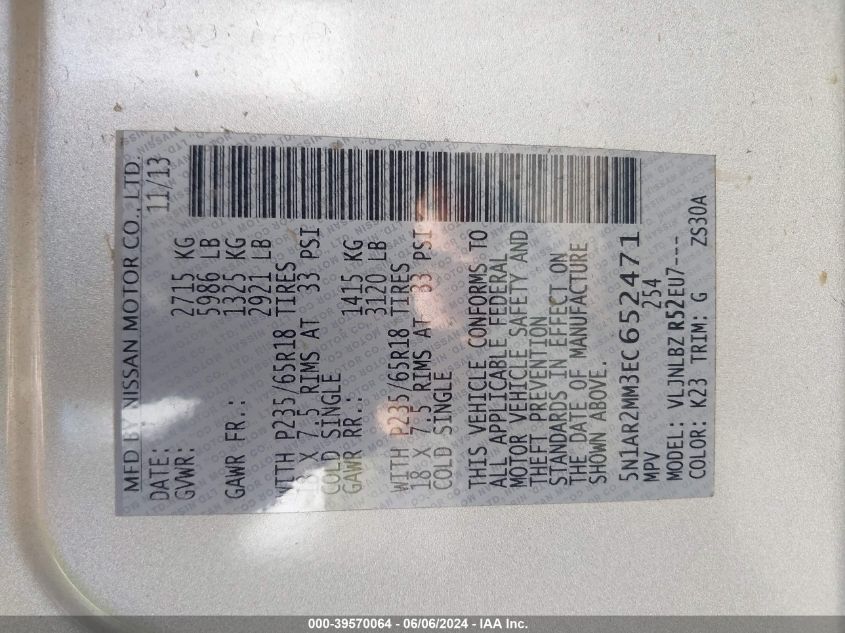 MFD BY NISSAN MOTOR CO., LTD.
DATE: 11/13
GVWR: 2715 KG
5986 LB
GAWR FR.: 1325 KG
2921 LB
WITH P235/65R18 TIRES
18 X 7.5 RIMS AT 33 PSI
COLD SINGLE
GAWR RR.: 1415 KG
3120 LB
WITH P235/65R18 TIRES
18 X 7.5 RIMS AT 33 PSI
COLD SINGLE
THIS VEHICLE CONFORMS TO
ALL APPLICABLE FEDERAL
MOTOR VEHICLE SAFETY AND
THEFT PREVENTION
STANDARDS IN EFFECT ON
THE DATE OF MANUFACTURE
SHOWN ABOVE.
5N1AR2MM3EC652471
MPV 254
MODEL: VLJNLBZ R52EU7---
COLOR: K23 TRIM: G ZS30A
000-39570064 - 06/06/2024 - IAA Inc.